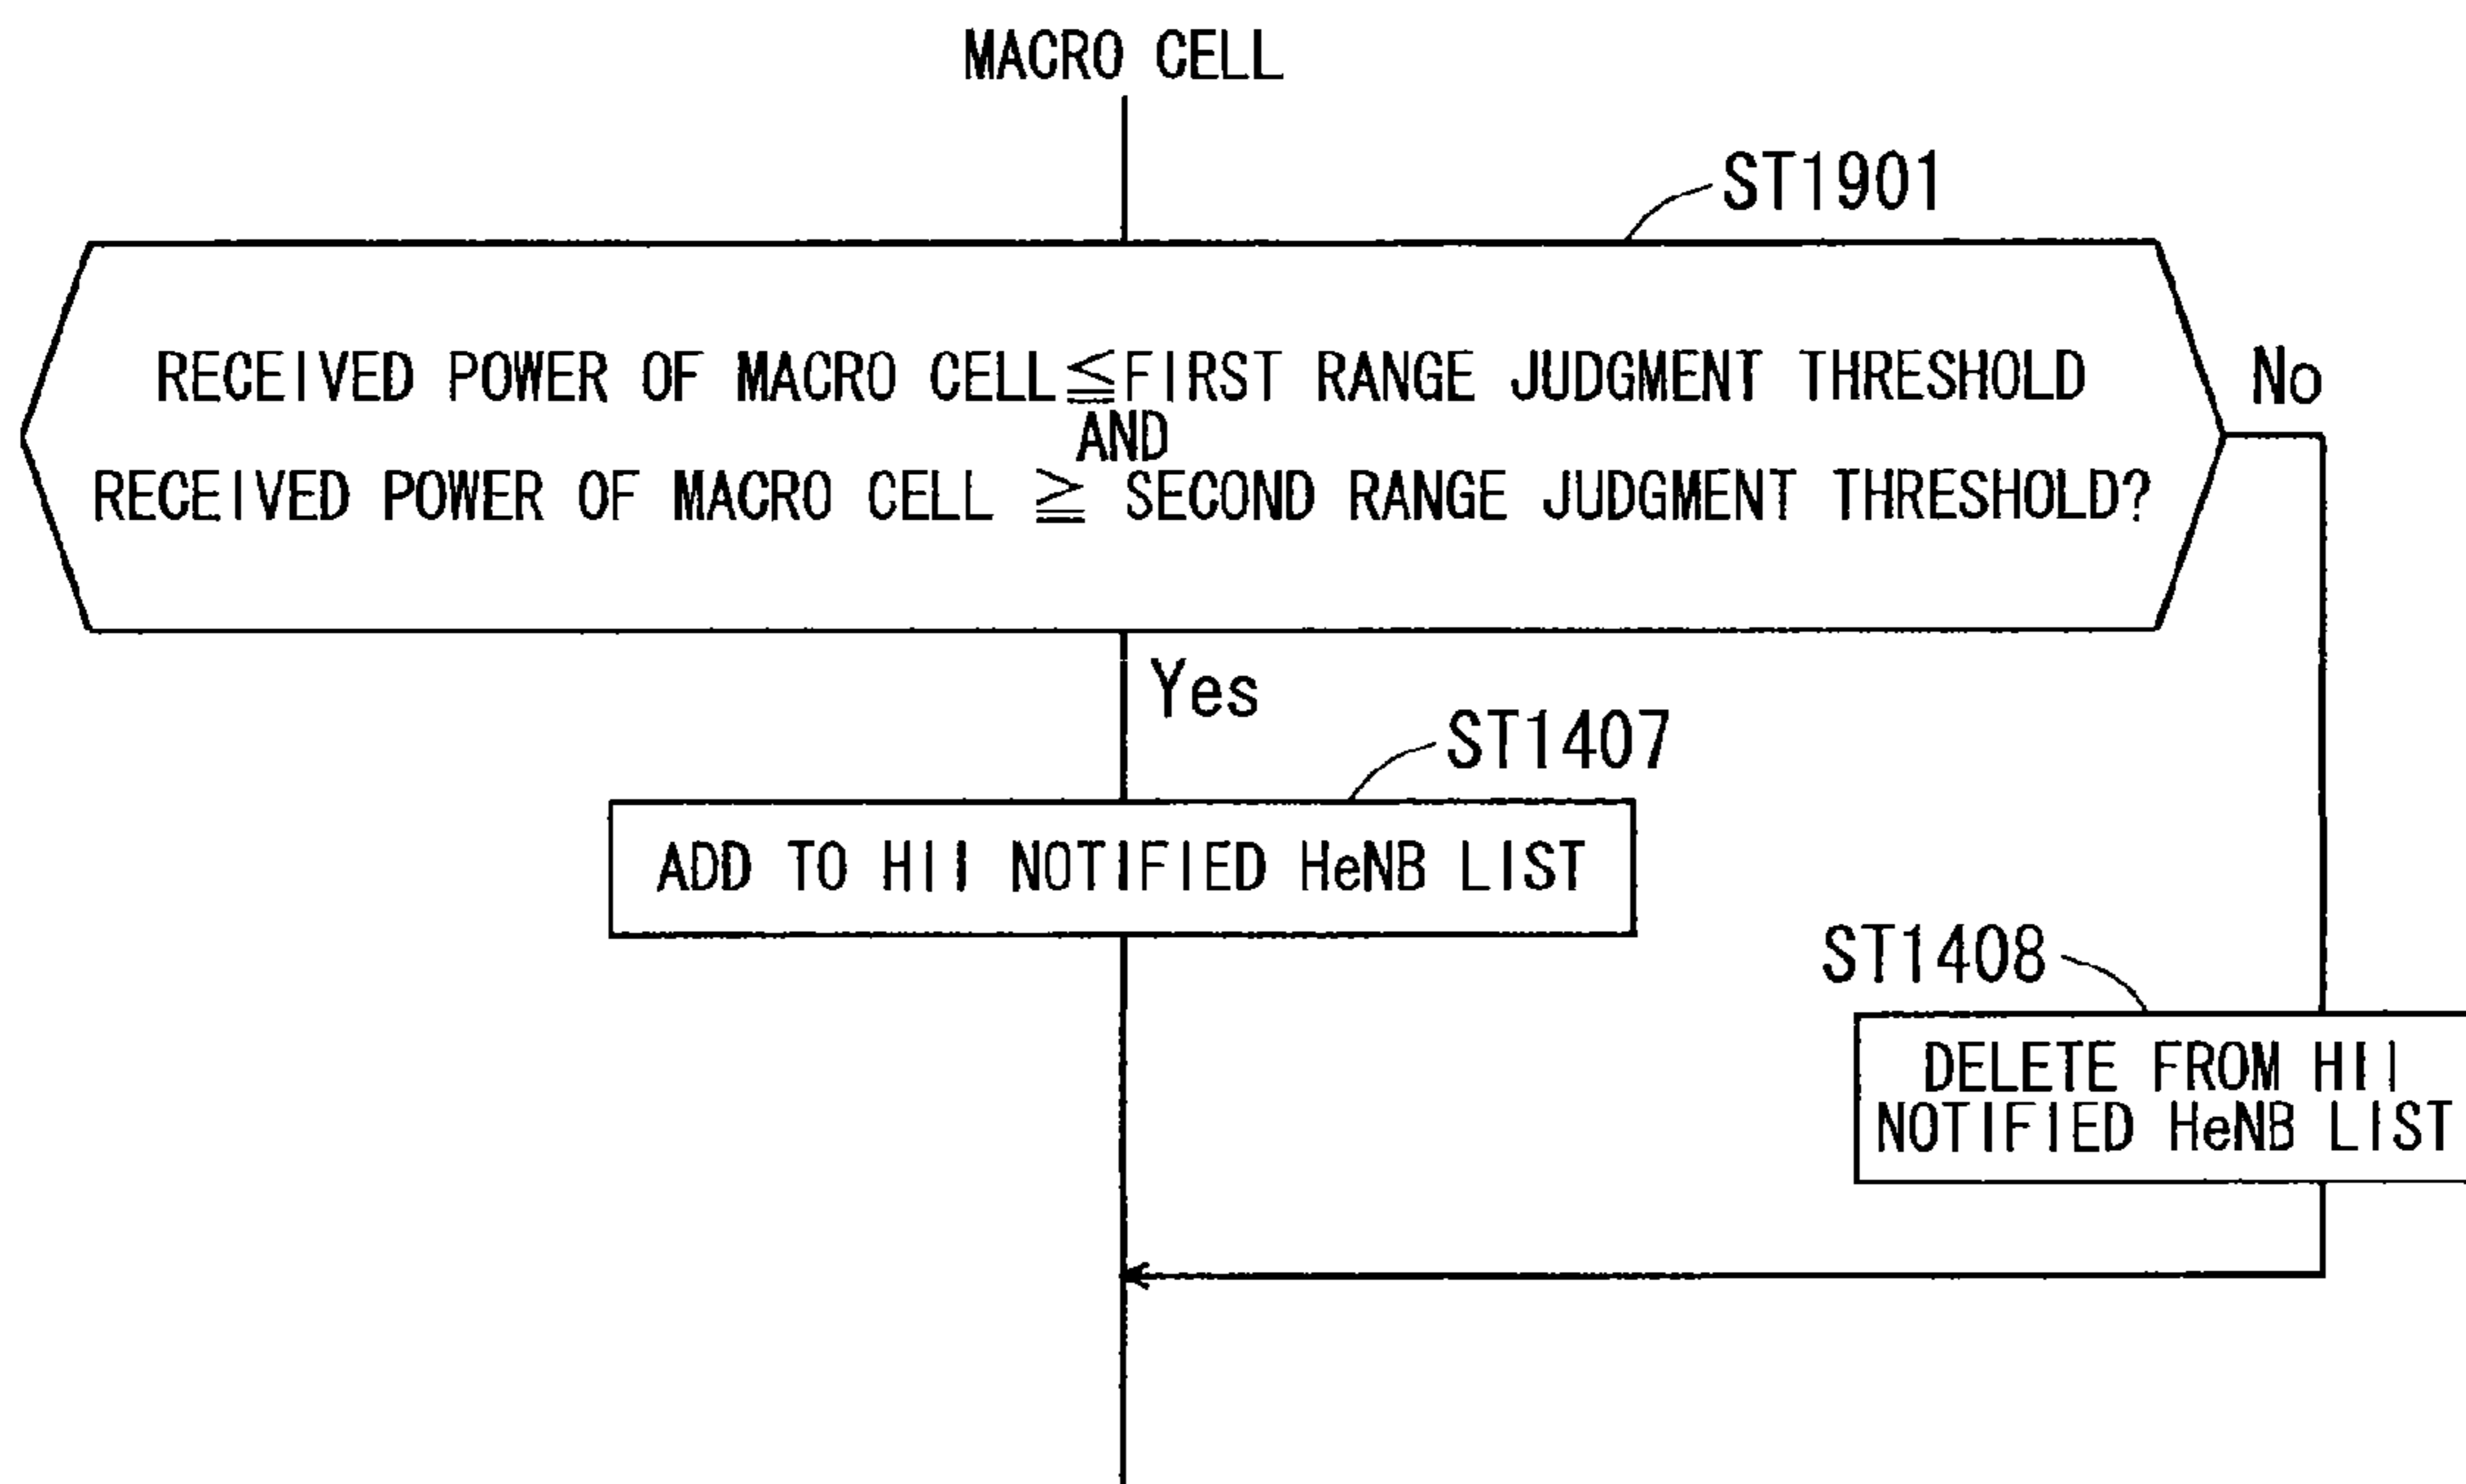 MACRO CELL
ST1901
RECEIVED POWER OF MACRO CELL≦FIRST RANGE JUDGMENT THRESHOLD
AND
RECEIVED POWER OF MACRO CELL ≧ SECOND RANGE JUDGMENT THRESHOLD?
No
Yes
ST1407
ADD TO HII NOTIFIED HeNB LIST
ST1408
DELETE FROM HII
NOTIFIED HeNB LIST